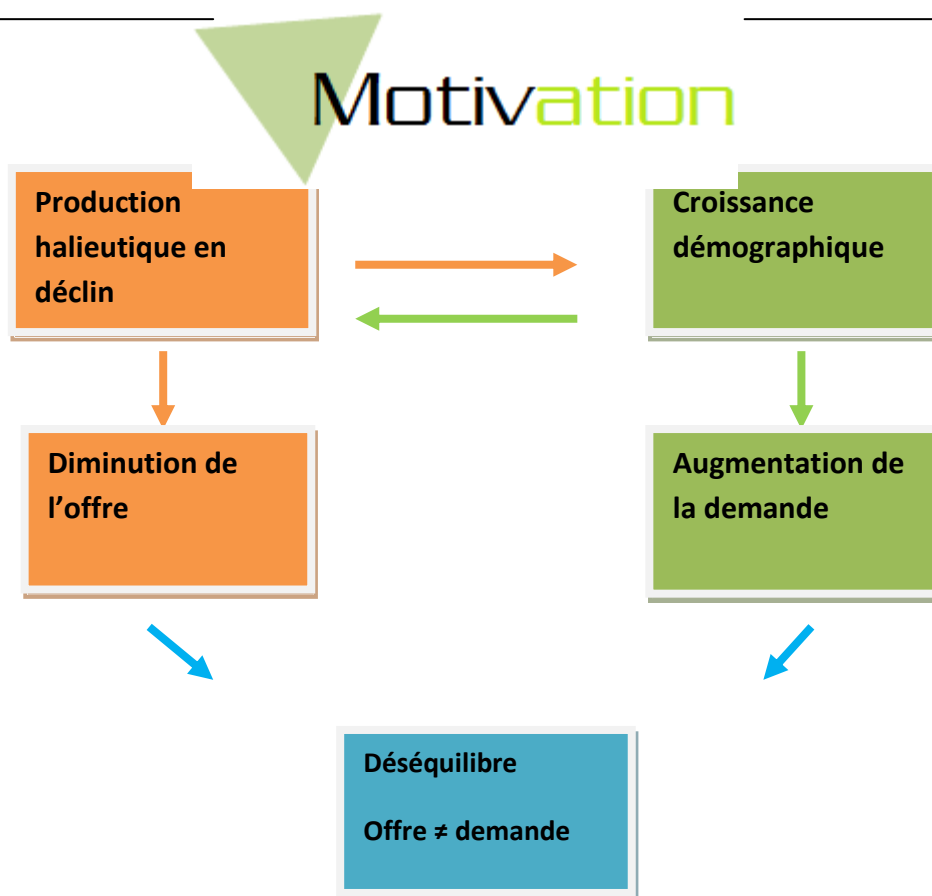 Motivation
Production
halieutique en
déclin
Croissance
démographique
Diminution de
l’offre
Augmentation de
la demande
Déséquilibre
Offre ≠ demande